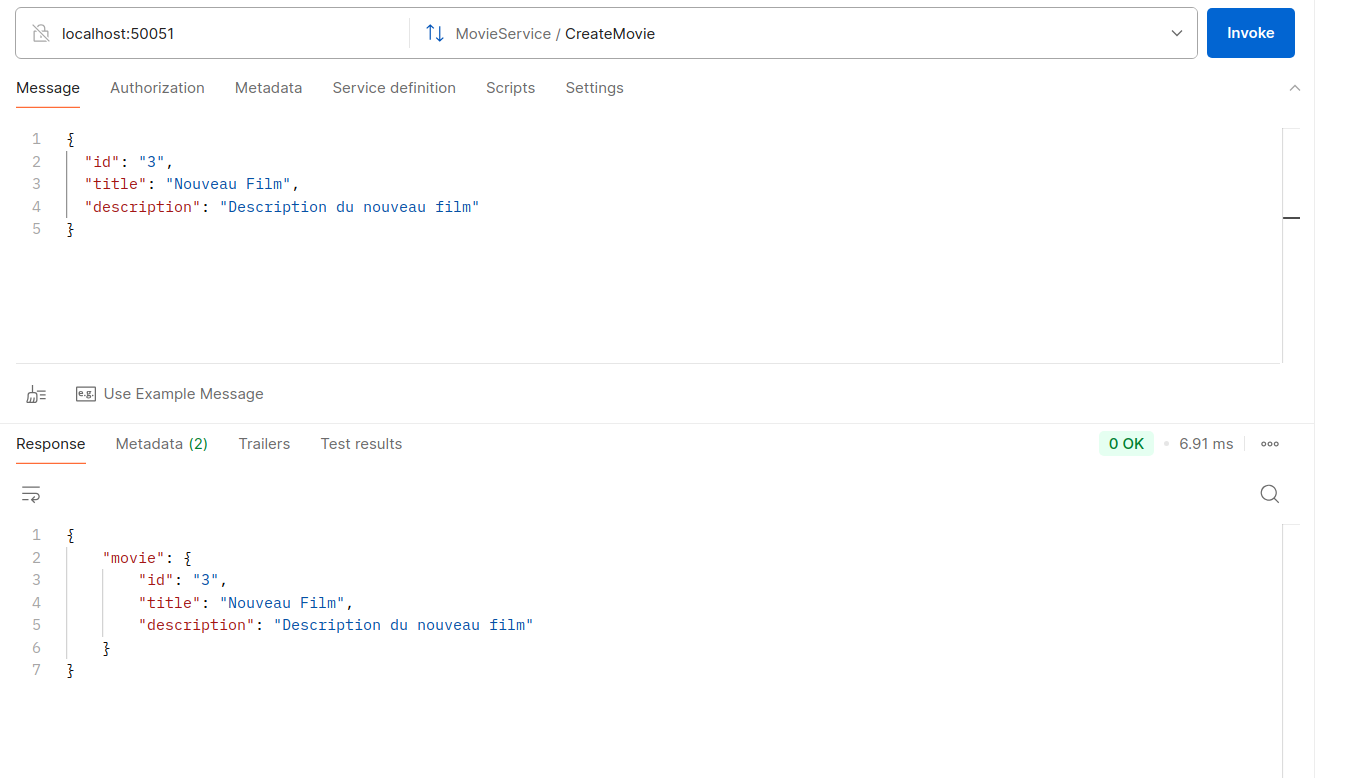 localhost:50051 MovieService / CreateMovie Invoke
Message Authorization Metadata Service definition Scripts Settings
1 {
2 "id": "3",
3 "title": "Nouveau Film",
4 "description": "Description du nouveau film"
5 }
e.g. Use Example Message
Response Metadata (2) Trailers Test results 0 OK 6.91 ms
1 {
2 "movie": {
3 "id": "3",
4 "title": "Nouveau Film",
5 "description": "Description du nouveau film"
6 }
7 }